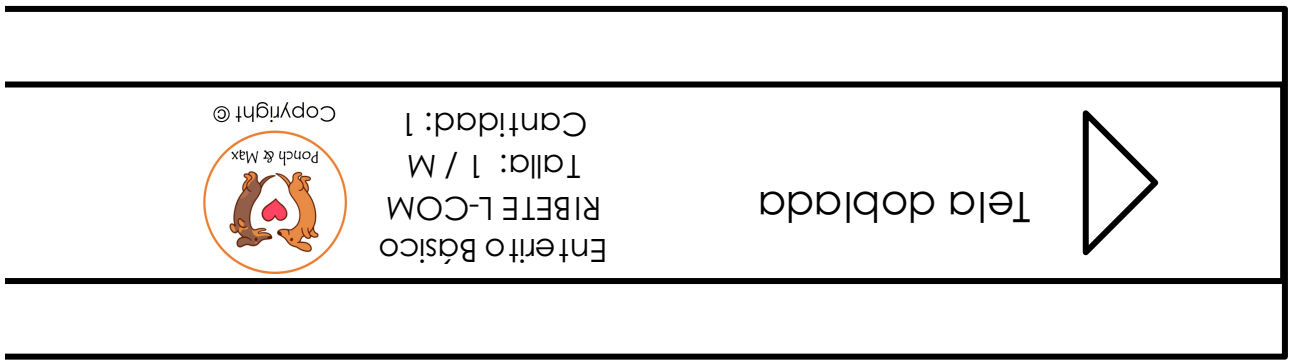 Tela doblada
Enterito Básico
RIBETE L-COM
Talla: 1 / M
Cantidad: 1
Ponch & Max
Copyright ©